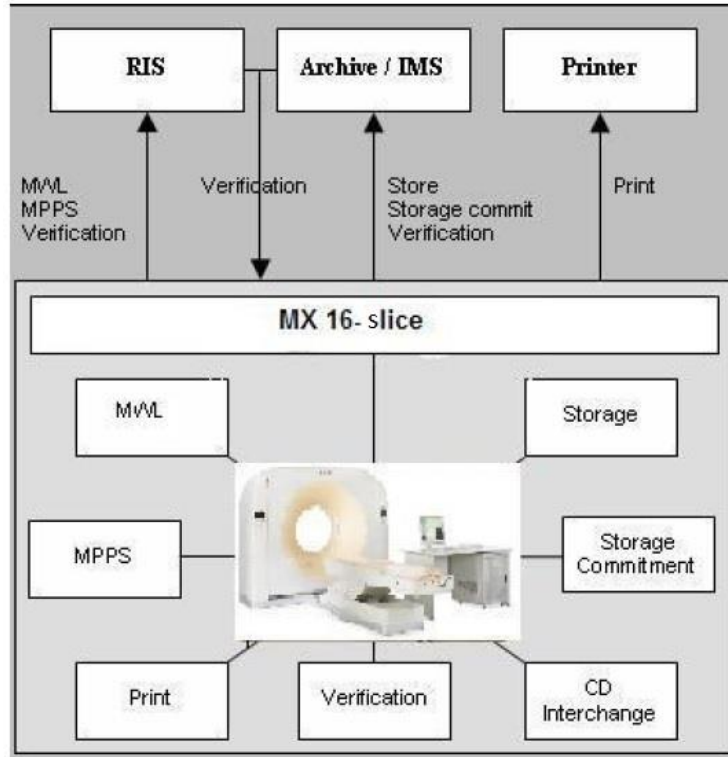 RIS
Archive / IMS
Printer
MWL
MPPS
Verification
Verification
Store
Storage commit
Verification
Print
MX 16- slice
MWL
Storage
MPPS
Storage
Commitment
Print
Verification
CD
Interchange